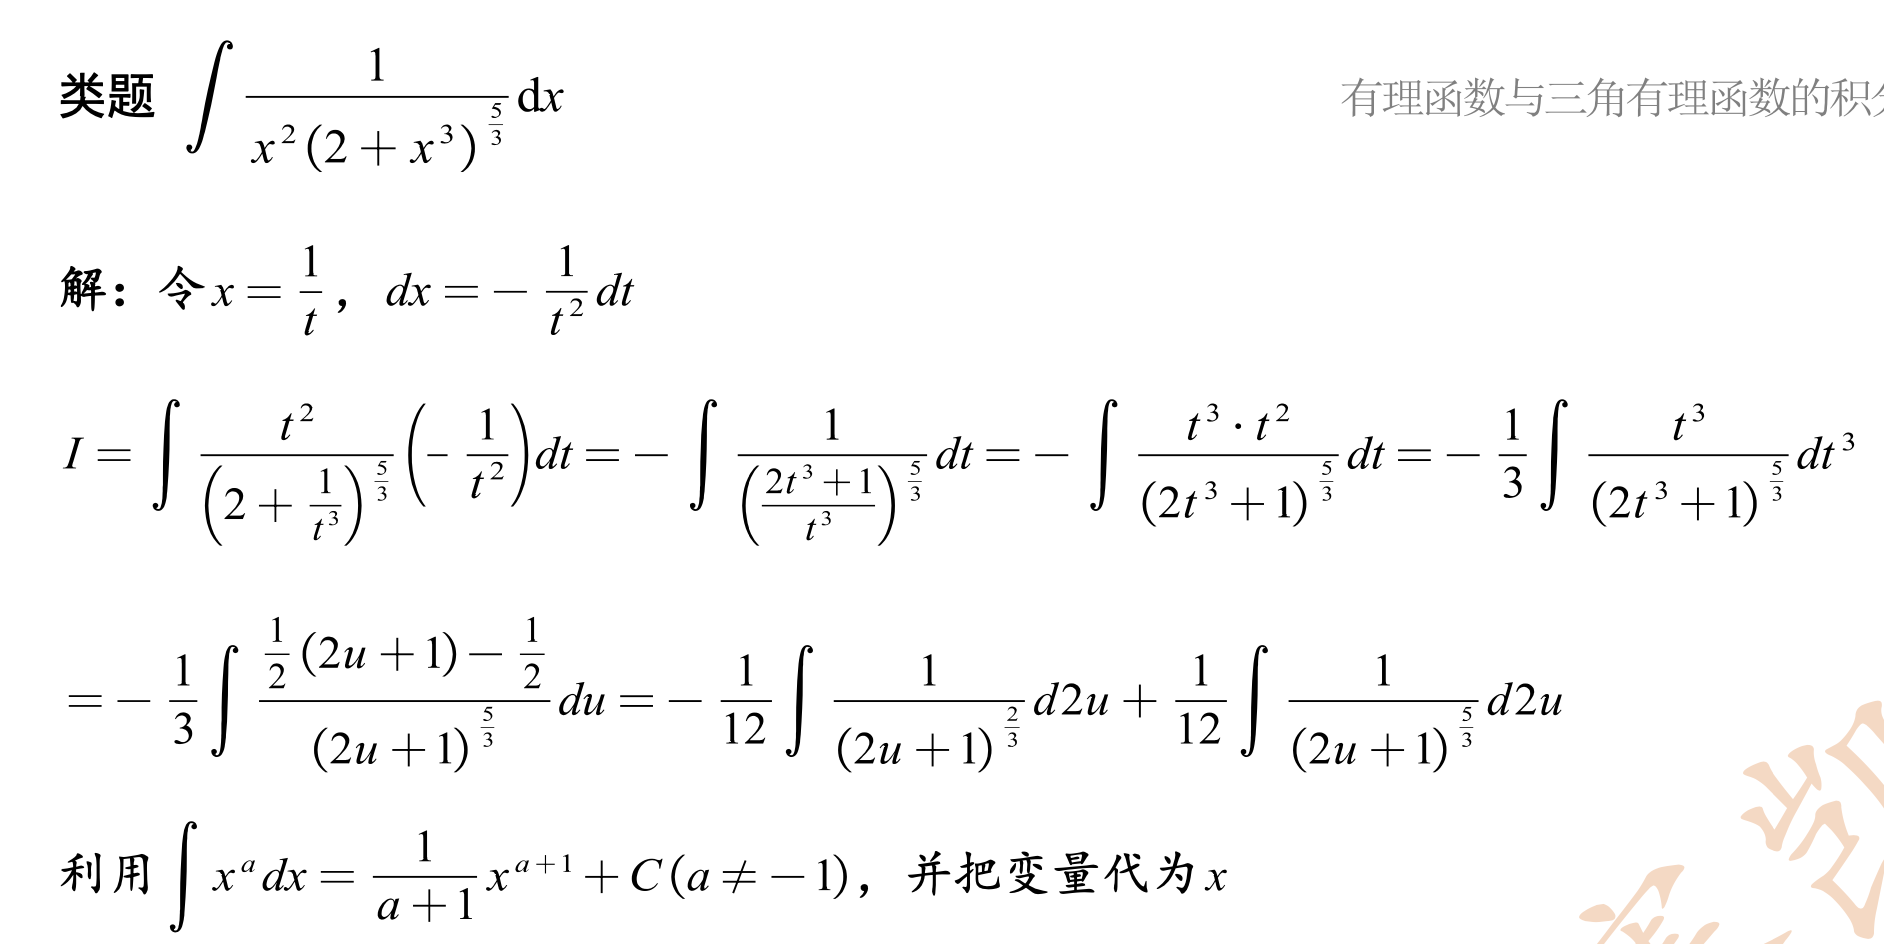 类题 $\int \frac{1}{x^2(2+x^3)^{\frac{5}{3}}}\mathrm{d}x$
有理函数与三角有理函数的积
解：令$x=\frac{1}{t}$，$dx=-\frac{1}{t^2}dt$
$I=\int \frac{t^2}{\left(2+\frac{1}{t^3}\right)^{\frac{5}{3}}}\left(-\frac{1}{t^2}\right)dt=-\int \frac{1}{\left(\frac{2t^3+1}{t^3}\right)^{\frac{5}{3}}}dt=-\int \frac{t^3\cdot t^2}{(2t^3+1)^{\frac{5}{3}}}dt=-\frac{1}{3}\int \frac{t^3}{(2t^3+1)^{\frac{5}{3}}}dt^3$
$=-\frac{1}{3}\int \frac{\frac{1}{2}(2u+1)-\frac{1}{2}}{(2u+1)^{\frac{5}{3}}}du=-\frac{1}{12}\int \frac{1}{(2u+1)^{\frac{2}{3}}}d2u+\frac{1}{12}\int \frac{1}{(2u+1)^{\frac{5}{3}}}d2u$
利用$\int x^a dx=\frac{1}{a+1}x^{a+1}+C(a\neq -1)$，并把变量代为$x$